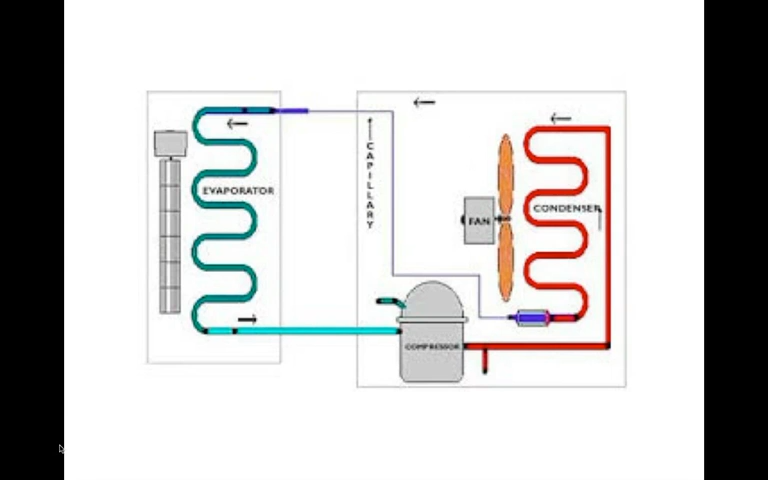 CAPILLARY
EVAPORATOR
CONDENSER
FAN
COMPRESSOR